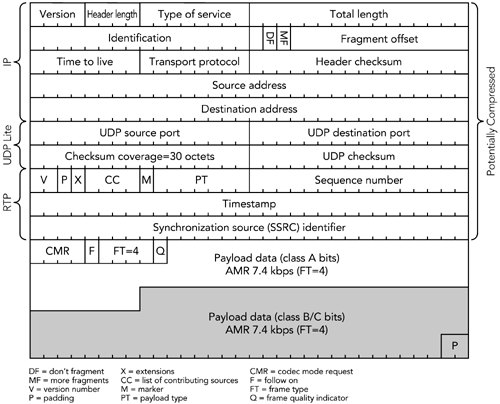 Version Header length Type of service Total length
Identification DF MF Fragment offset
Time to live Transport protocol Header checksum
Source address
Destination address
UDP source port UDP destination port
Checksum coverage=30 octets UDP checksum
V P X CC M PT Sequence number
Timestamp
Synchronization source (SSRC) identifier
CMR F FT=4 Q Payload data (class A bits)
AMR 7.4 kbps (FT=4)
Payload data (class B/C bits)
AMR 7.4 kbps (FT=4)
P
IP
UDP Lite
RTP
Potentially Compressed
DF = don't fragment X = extensions CMR = codec mode request
MF = more fragments CC = list of contributing sources F = follow on
V = version number M = marker FT = frame type
P = padding PT = payload type Q = frame quality indicator